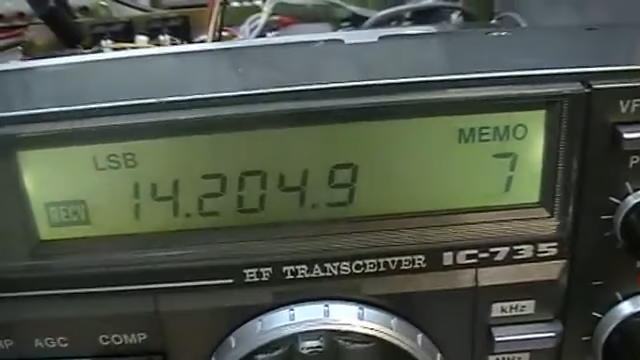 LSB MEMO
RECV 14.204.9 7
HF TRANSCEIVER IC-735
AGC COMP
kHz